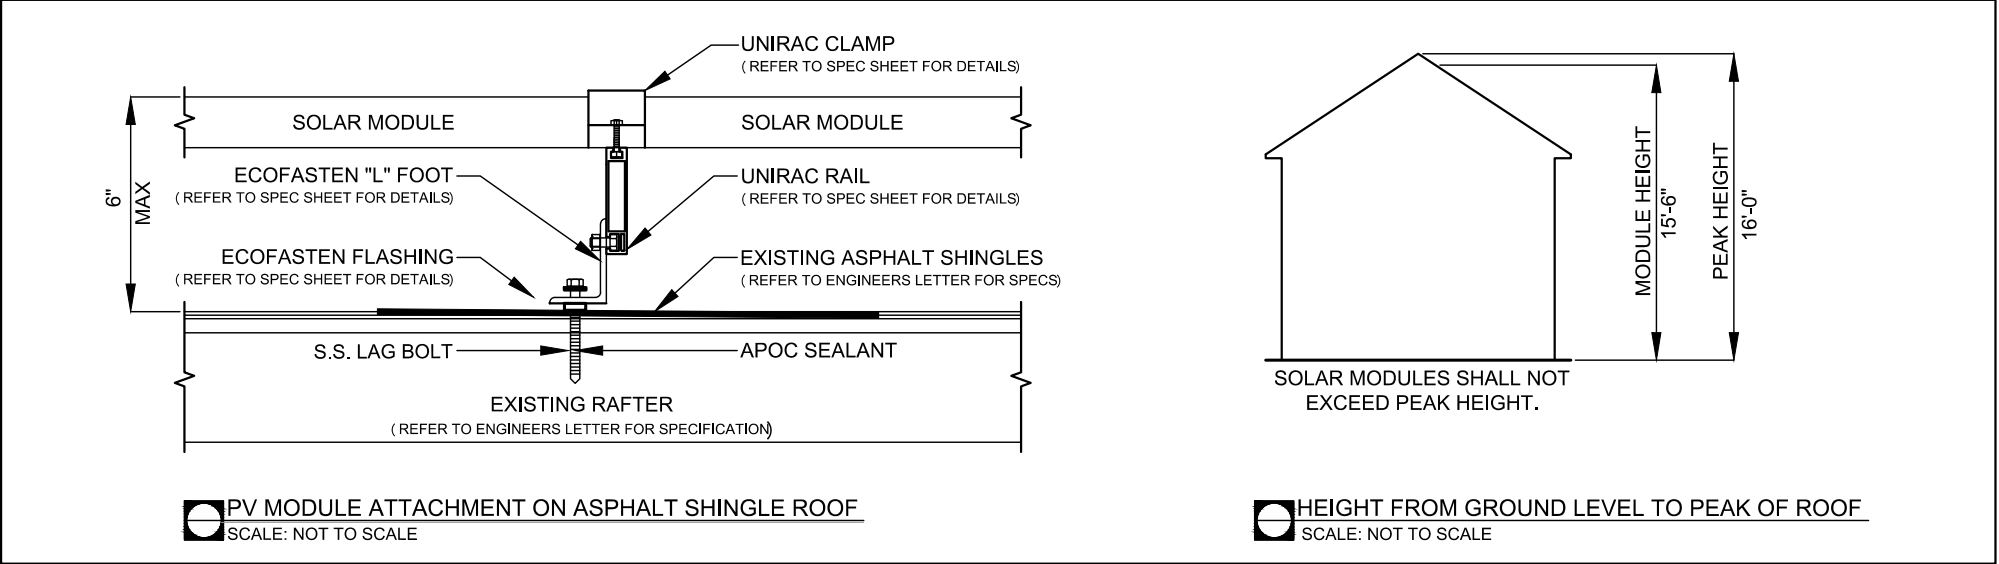 UNIRAC CLAMP
( REFER TO SPEC SHEET FOR DETAILS)
SOLAR MODULE
SOLAR MODULE
6"
MAX
ECOFASTEN "L" FOOT
( REFER TO SPEC SHEET FOR DETAILS)
UNIRAC RAIL
( REFER TO SPEC SHEET FOR DETAILS)
ECOFASTEN FLASHING
( REFER TO SPEC SHEET FOR DETAILS)
EXISTING ASPHALT SHINGLES
( REFER TO ENGINEERS LETTER FOR SPECS)
S.S. LAG BOLT
APOC SEALANT
EXISTING RAFTER
( REFER TO ENGINEERS LETTER FOR SPECIFICATION)
PV MODULE ATTACHMENT ON ASPHALT SHINGLE ROOF
SCALE: NOT TO SCALE
MODULE HEIGHT
15'-6"
PEAK HEIGHT
16'-0"
SOLAR MODULES SHALL NOT
EXCEED PEAK HEIGHT.
HEIGHT FROM GROUND LEVEL TO PEAK OF ROOF
SCALE: NOT TO SCALE